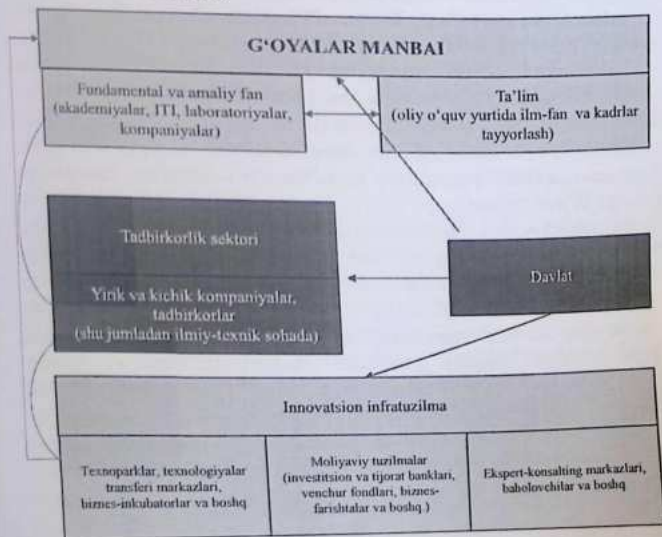 G‘OYALAR MANBAI
Fundamental va amaliy fan
(akademiyalar, ITI, laboratoriyalar,
kompaniyalar)
Ta’lim
(oliy o‘quv yurtida ilm-fan va kadrlar
tayyorlash)
Tadbirkorlik sektori
Yirik va kichik kompaniyalar,
tadbirkorlar
(shu jumladan ilmiy-texnik sohada)
Davlat
Innovatsion infratuzilma
Texnoparklar, texnologiyalar
transferi markazlari,
biznes-inkubatorlar va boshq
Moliyaviy tuzilmalar
(investitsion va tijorat banklari,
venchur fondlari, biznes-
farishtalar va boshq.)
Ekspert-konsalting markazlari,
baholovchilar va boshq